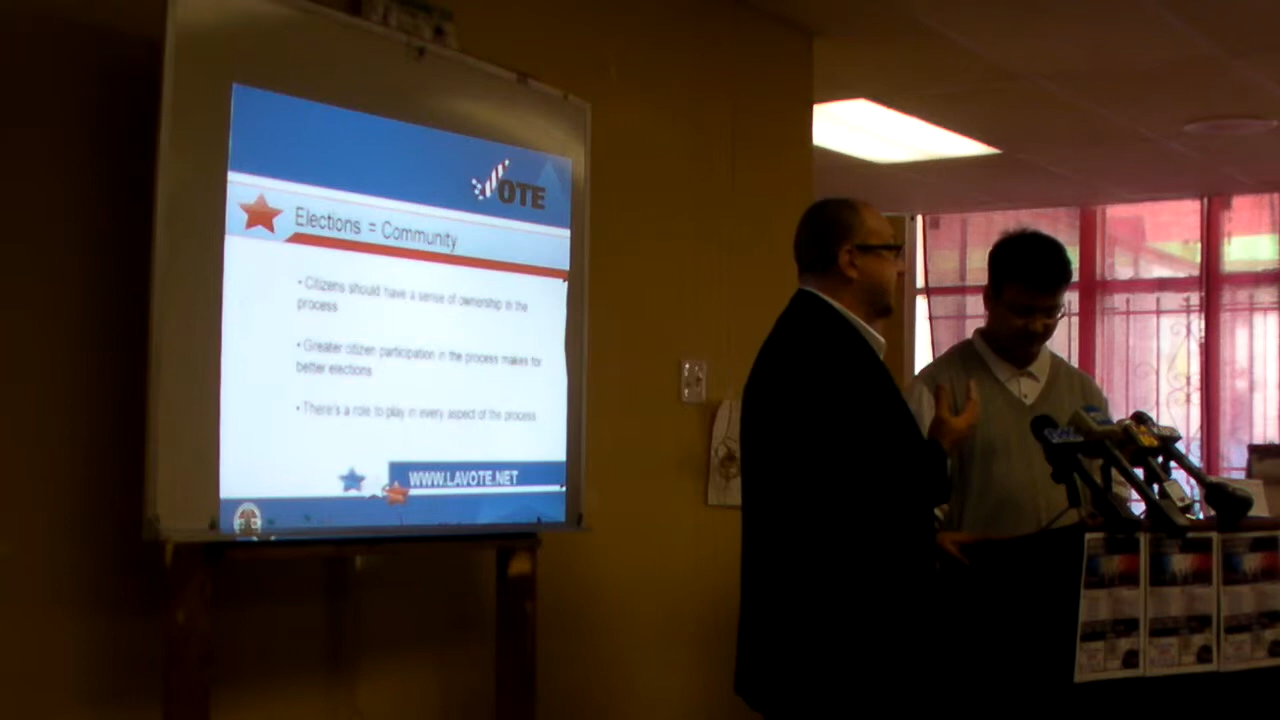 VOTE
Elections = Community
• Citizens should have a sense of ownership in the
process
• Greater citizen participation in the process makes for
better elections
• There's a role to play in every aspect of the process
WWW.LAVOTE.NET